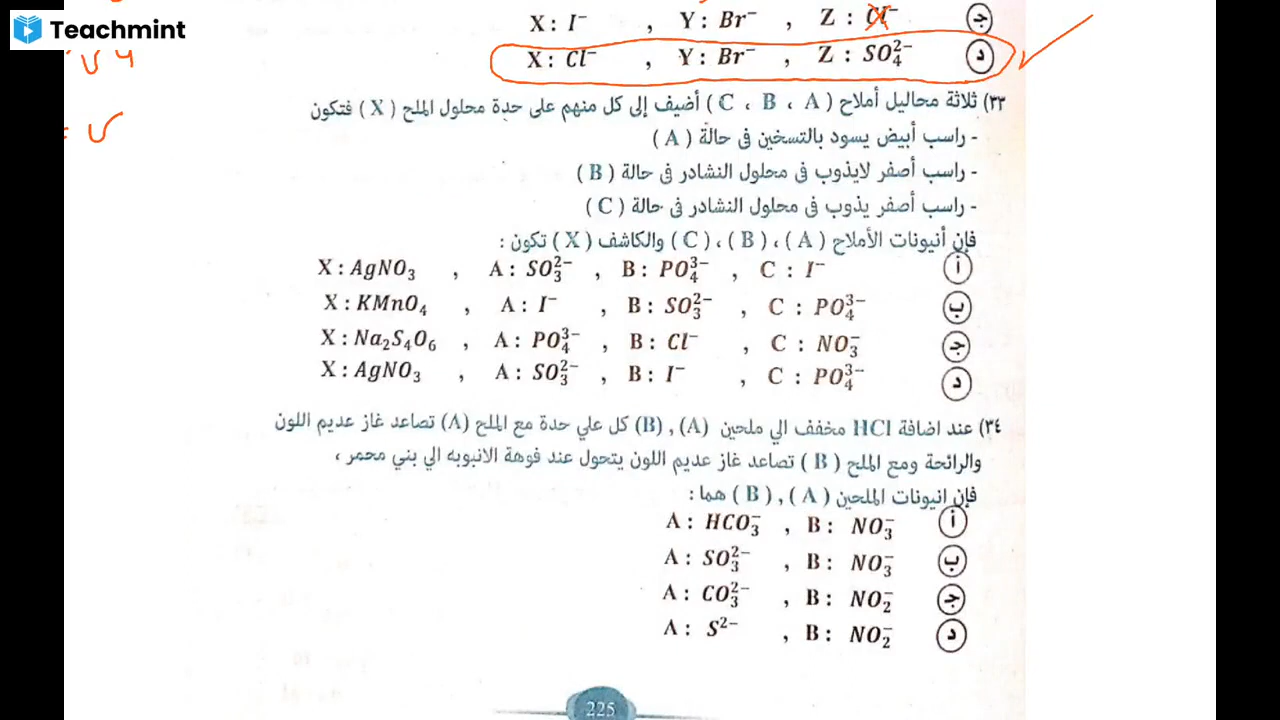 Teachmint
X: I⁻ , Y: Br⁻ , Z : Cl⁻ ج
X: Cl⁻ , Y: Br⁻ , Z : SO₄²⁻ د
٣٣) ثلاثة محاليل أملاح ( C ، B ، A ) أضيف إلى كل منهم على حدة محلول الملح ( X ) فتكون
- راسب أبيض يسود بالتسخين فى حالة ( A )
- راسب أصفر لايذوب فى محلول النشادر فى حالة ( B )
- راسب أصفر يذوب فى محلول النشادر فى حالة ( C )
فإن أنيونات الأملاح ( A ) ، ( B ) ، ( C ) والكاشف ( X ) تكون :
X : AgNO₃ , A : SO₃²⁻ , B : PO₄³⁻ , C : I⁻ أ
X : KMnO₄ , A : I⁻ , B : SO₃²⁻ , C : PO₄³⁻ ب
X : Na₂S₄O₆ , A : PO₄³⁻ , B : Cl⁻ , C : NO₃⁻ ج
X : AgNO₃ , A : SO₃²⁻ , B : I⁻ , C : PO₄³⁻ د
٣٤) عند اضافة HCl مخفف الي ملحين (A) , (B) كل علي حدة مع الملح (A) تصاعد غاز عديم اللون
والرائحة ومع الملح ( B ) تصاعد غاز عديم اللون يتحول عند فوهة الانبوبه الي بني محمر ،
فإن انيونات الملحين ( A ) , ( B ) هما :
A : HCO₃⁻ , B : NO₃⁻ أ
A : SO₃²⁻ , B : NO₃⁻ ب
A : CO₃²⁻ , B : NO₂⁻ ج
A : S²⁻ , B : NO₂⁻ د
225